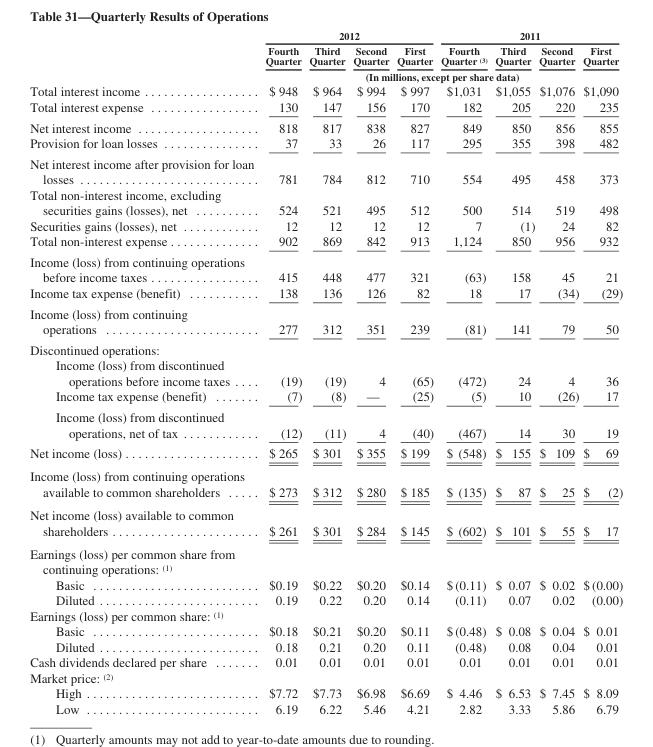 Table 31—Quarterly Results of Operations
2012 2011
Fourth Third Second First Fourth Third Second First
Quarter Quarter Quarter Quarter Quarter (3) Quarter Quarter Quarter
(In millions, except per share data)
Total interest income . . . . . . . . . . . . . . . . . . $ 948 $ 964 $ 994 $ 997 $1,031 $1,055 $1,076 $1,090
Total interest expense . . . . . . . . . . . . . . . . . 130 147 156 170 182 205 220 235
Net interest income . . . . . . . . . . . . . . . . . . . 818 817 838 827 849 850 856 855
Provision for loan losses . . . . . . . . . . . . . . . 37 33 26 117 295 355 398 482
Net interest income after provision for loan
losses . . . . . . . . . . . . . . . . . . . . . . . . . . . . 781 784 812 710 554 495 458 373
Total non-interest income, excluding
securities gains (losses), net . . . . . . . . . . 524 521 495 512 500 514 519 498
Securities gains (losses), net . . . . . . . . . . . . 12 12 12 12 7 (1) 24 82
Total non-interest expense . . . . . . . . . . . . . . 902 869 842 913 1,124 850 956 932
Income (loss) from continuing operations
before income taxes . . . . . . . . . . . . . . . . . 415 448 477 321 (63) 158 45 21
Income tax expense (benefit) . . . . . . . . . . . 138 136 126 82 18 17 (34) (29)
Income (loss) from continuing
operations . . . . . . . . . . . . . . . . . . . . . . . . 277 312 351 239 (81) 141 79 50
Discontinued operations:
Income (loss) from discontinued
operations before income taxes . . . . (19) (19) 4 (65) (472) 24 4 36
Income tax expense (benefit) . . . . . . . (7) (8) — (25) (5) 10 (26) 17
Income (loss) from discontinued
operations, net of tax . . . . . . . . . . . . (12) (11) 4 (40) (467) 14 30 19
Net income (loss) . . . . . . . . . . . . . . . . . . . . . $ 265 $ 301 $ 355 $ 199 $ (548) $ 155 $ 109 $ 69
Income (loss) from continuing operations
available to common shareholders . . . . . $ 273 $ 312 $ 280 $ 185 $ (135) $ 87 $ 25 $ (2)
Net income (loss) available to common
shareholders . . . . . . . . . . . . . . . . . . . . . . . $ 261 $ 301 $ 284 $ 145 $ (602) $ 101 $ 55 $ 17
Earnings (loss) per common share from
continuing operations: (1)
Basic . . . . . . . . . . . . . . . . . . . . . . . . . . $0.19 $0.22 $0.20 $0.14 $(0.11) $ 0.07 $ 0.02 $(0.00)
Diluted . . . . . . . . . . . . . . . . . . . . . . . . . 0.19 0.22 0.20 0.14 (0.11) 0.07 0.02 (0.00)
Earnings (loss) per common share: (1)
Basic . . . . . . . . . . . . . . . . . . . . . . . . . . $0.18 $0.21 $0.20 $0.11 $(0.48) $ 0.08 $ 0.04 $ 0.01
Diluted . . . . . . . . . . . . . . . . . . . . . . . . . 0.18 0.21 0.20 0.11 (0.48) 0.08 0.04 0.01
Cash dividends declared per share . . . . . . . 0.01 0.01 0.01 0.01 0.01 0.01 0.01 0.01
Market price: (2)
High . . . . . . . . . . . . . . . . . . . . . . . . . . . $7.72 $7.73 $6.98 $6.69 $ 4.46 $ 6.53 $ 7.45 $ 8.09
Low . . . . . . . . . . . . . . . . . . . . . . . . . . . 6.19 6.22 5.46 4.21 2.82 3.33 5.86 6.79
(1) Quarterly amounts may not add to year-to-date amounts due to rounding.